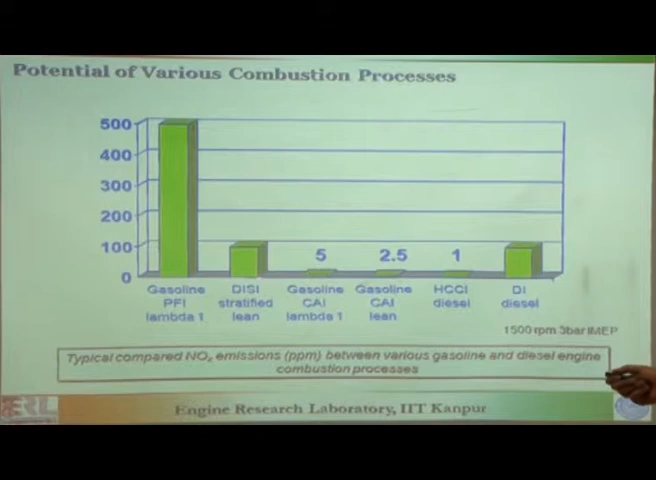 Potential of Various Combustion Processes
500
400
300
200
100
0
5
2.5
1
Gasoline PFI lambda 1
DISI stratified lean
Gasoline CAI lambda 1
Gasoline CAI lean
HCCI diesel
DI diesel
1500 rpm 3bar IMEP
Typical compared NOx emissions (ppm) between various gasoline and diesel engine
combustion processes
ERL
Engine Research Laboratory, IIT Kanpur